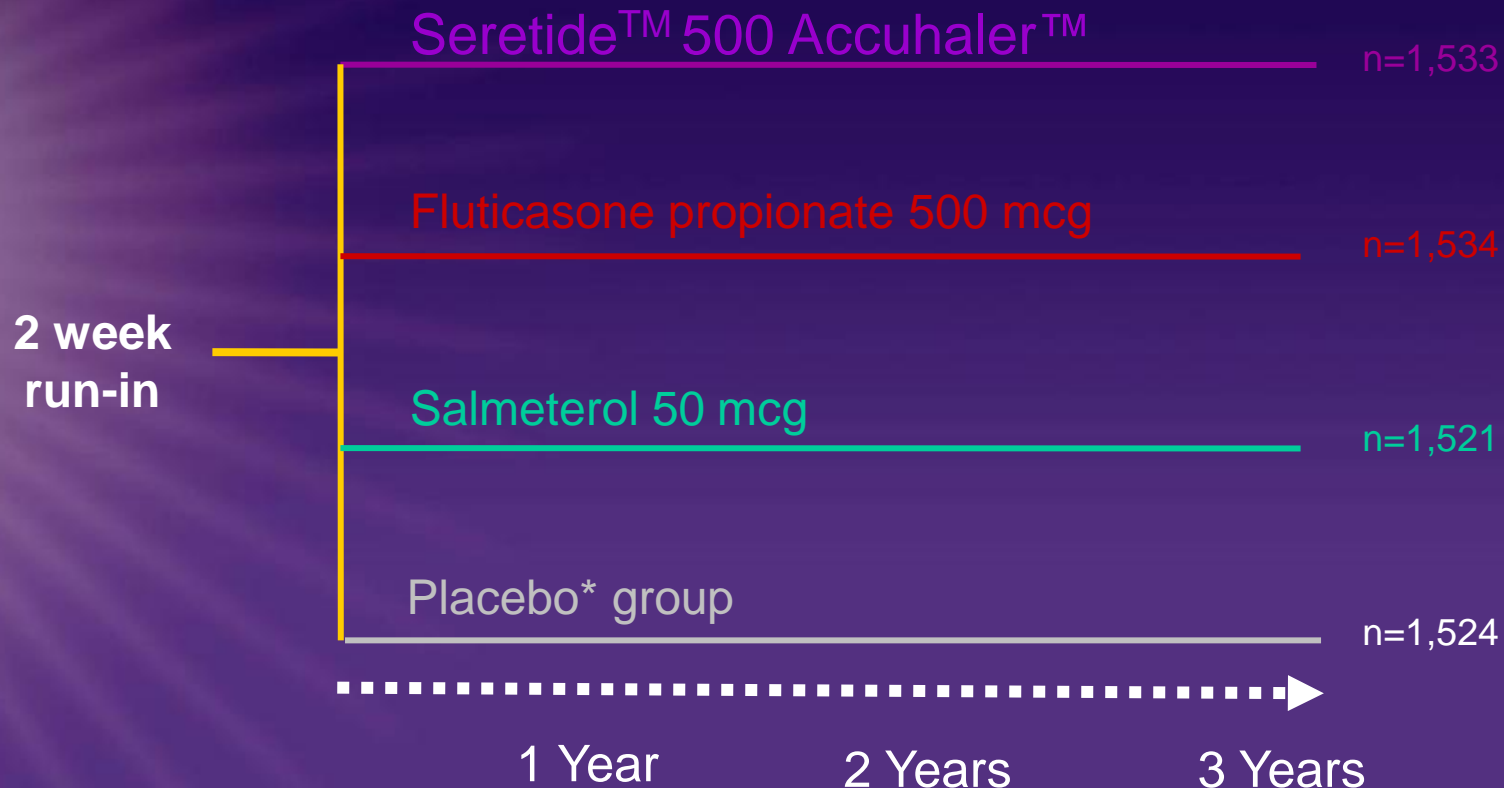 Seretide™ 500 Accuhaler™
n=1,533
Fluticasone propionate 500 mcg
n=1,534
2 week
run-in
Salmeterol 50 mcg
n=1,521
Placebo* group
n=1,524
1 Year
2 Years
3 Years